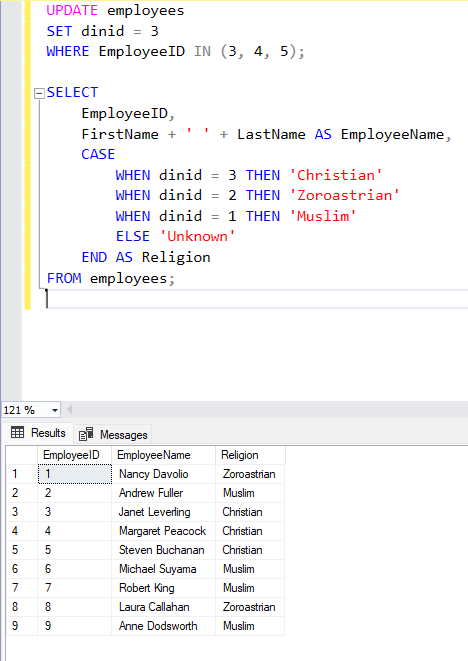 UPDATE employees
SET dinid = 3
WHERE EmployeeID IN (3, 4, 5);
SELECT
EmployeeID,
FirstName + ' ' + LastName AS EmployeeName,
CASE
WHEN dinid = 3 THEN 'Christian'
WHEN dinid = 2 THEN 'Zoroastrian'
WHEN dinid = 1 THEN 'Muslim'
ELSE 'Unknown'
END AS Religion
FROM employees;
121 %
Results Messages
EmployeeID EmployeeName Religion
1 1 Nancy Davolio Zoroastrian
2 2 Andrew Fuller Muslim
3 3 Janet Leverling Christian
4 4 Margaret Peacock Christian
5 5 Steven Buchanan Christian
6 6 Michael Suyama Muslim
7 7 Robert King Muslim
8 8 Laura Callahan Zoroastrian
9 9 Anne Dodsworth Muslim